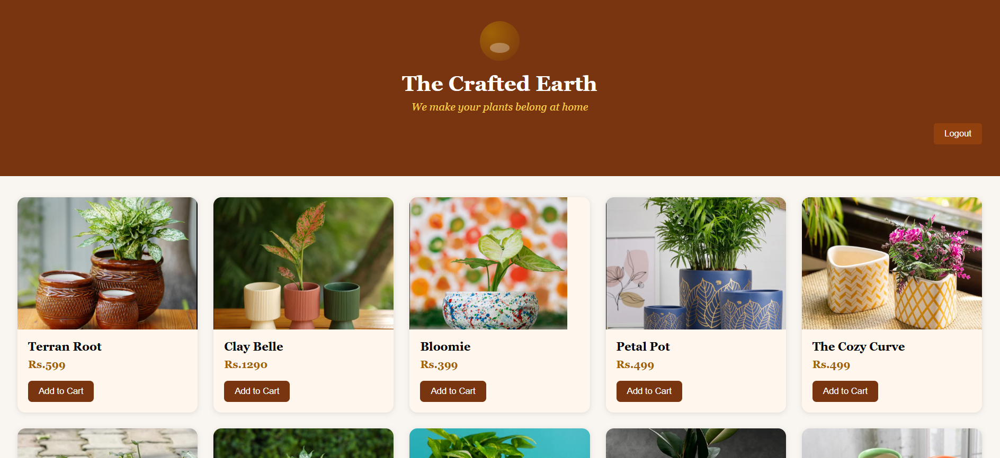 The Crafted Earth
We make your plants belong at home
Logout
Terran Root
Rs.599
Add to Cart
Clay Belle
Rs.1290
Add to Cart
Bloomie
Rs.399
Add to Cart
Petal Pot
Rs.499
Add to Cart
The Cozy Curve
Rs.499
Add to Cart